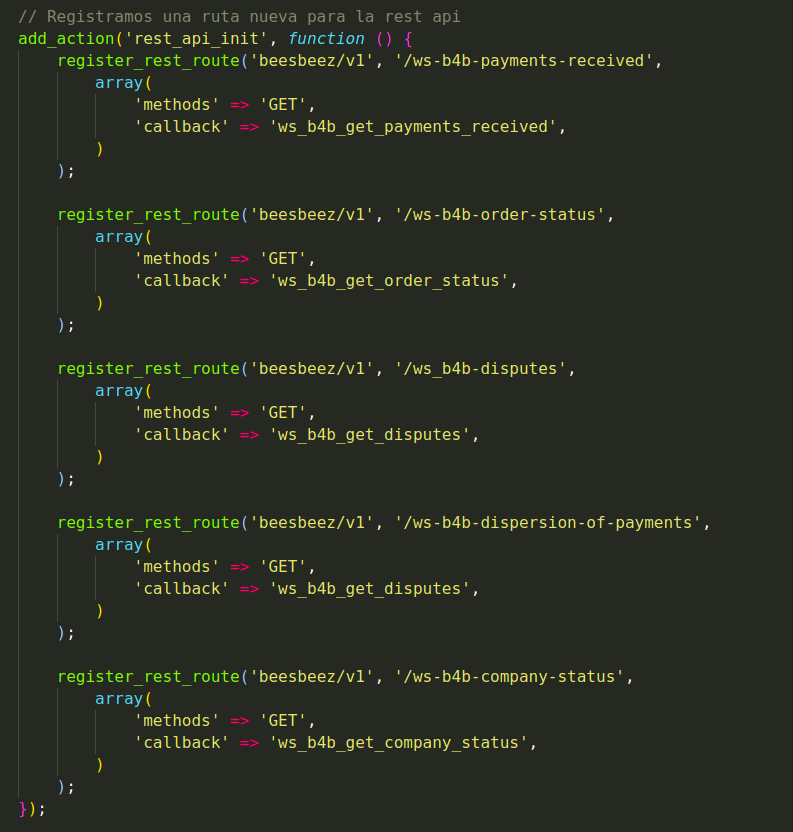 // Registramos una ruta nueva para la rest api
add_action('rest_api_init', function () {
    register_rest_route('beesbeez/v1', '/ws-b4b-payments-received',
        array(
            'methods' => 'GET',
            'callback' => 'ws_b4b_get_payments_received',
        )
    );

    register_rest_route('beesbeez/v1', '/ws-b4b-order-status',
        array(
            'methods' => 'GET',
            'callback' => 'ws_b4b_get_order_status',
        )
    );

    register_rest_route('beesbeez/v1', '/ws_b4b-disputes',
        array(
            'methods' => 'GET',
            'callback' => 'ws_b4b_get_disputes',
        )
    );

    register_rest_route('beesbeez/v1', '/ws-b4b-dispersion-of-payments',
        array(
            'methods' => 'GET',
            'callback' => 'ws_b4b_get_disputes',
        )
    );

    register_rest_route('beesbeez/v1', '/ws-b4b-company-status',
        array(
            'methods' => 'GET',
            'callback' => 'ws_b4b_get_company_status',
        )
    );
});